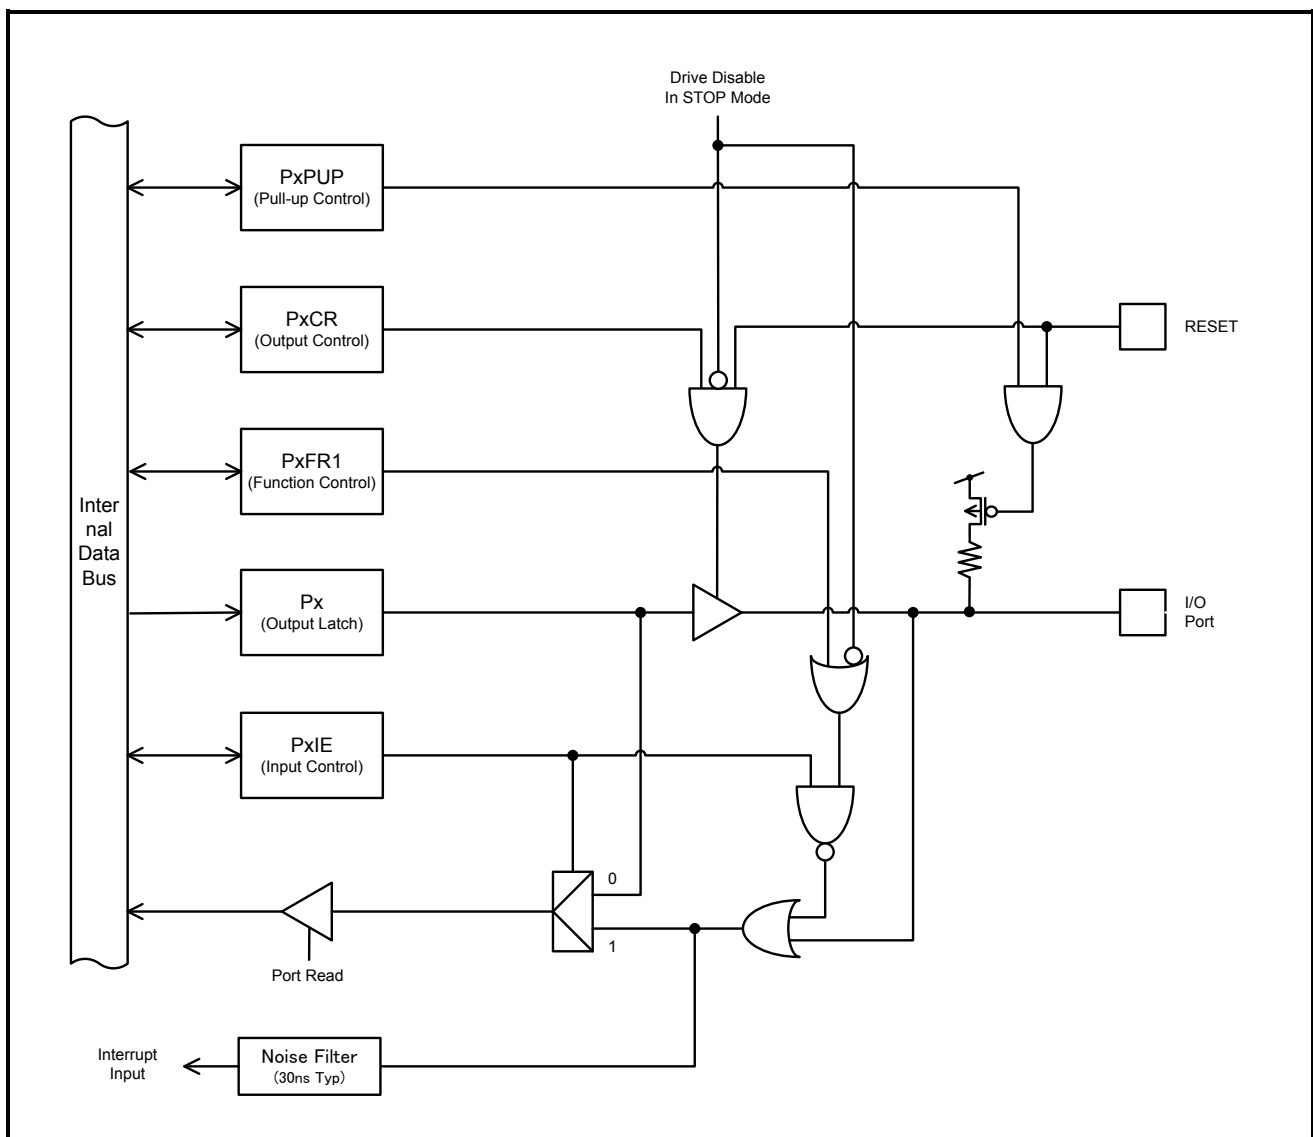 Drive Disable
In STOP Mode
PxPUP
(Pull-up Control)
PxCR
(Output Control)
RESET
PxFR1
(Function Control)
Inter
nal
Data
Bus
Px
(Output Latch)
I/O
Port
PxIE
(Input Control)
0
1
Port Read
Interrupt
Input
Noise Filter
(30ns Typ)